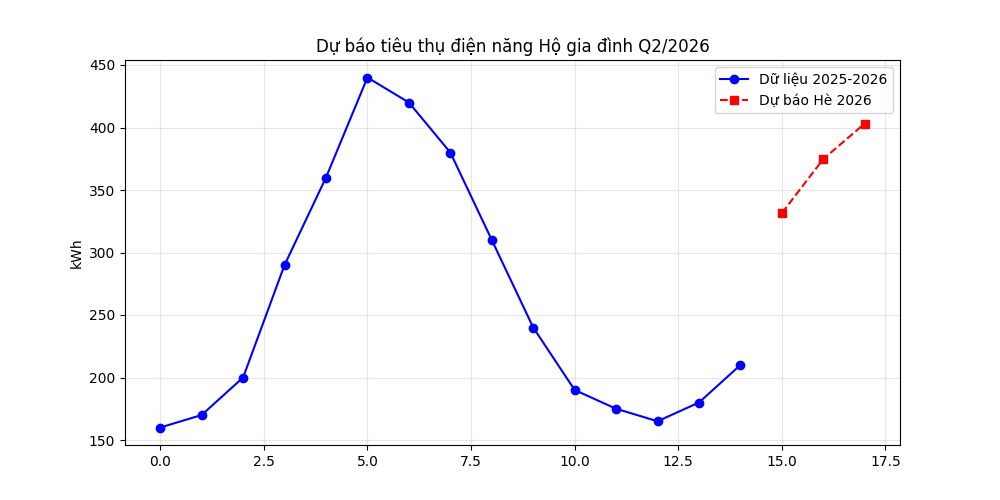 Dự báo tiêu thụ điện năng Hộ gia đình Q2/2026
Dữ liệu 2025-2026
Dự báo Hè 2026
kWh
450
400
350
300
250
200
150
0.0 2.5 5.0 7.5 10.0 12.5 15.0 17.5